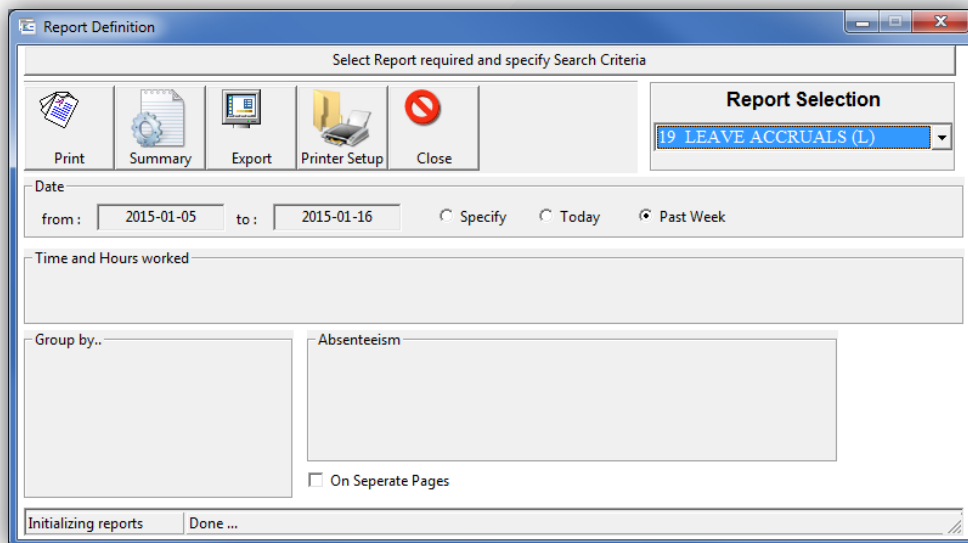 Report Definition
Select Report required and specify Search Criteria
Print Summary Export Printer Setup Close
Report Selection
19 LEAVE ACCRUALS (L)
Date
from : 2015-01-05 to : 2015-01-16 Specify Today Past Week
Time and Hours worked
Group by.. Absenteeism
On Seperate Pages
Initializing reports Done ...